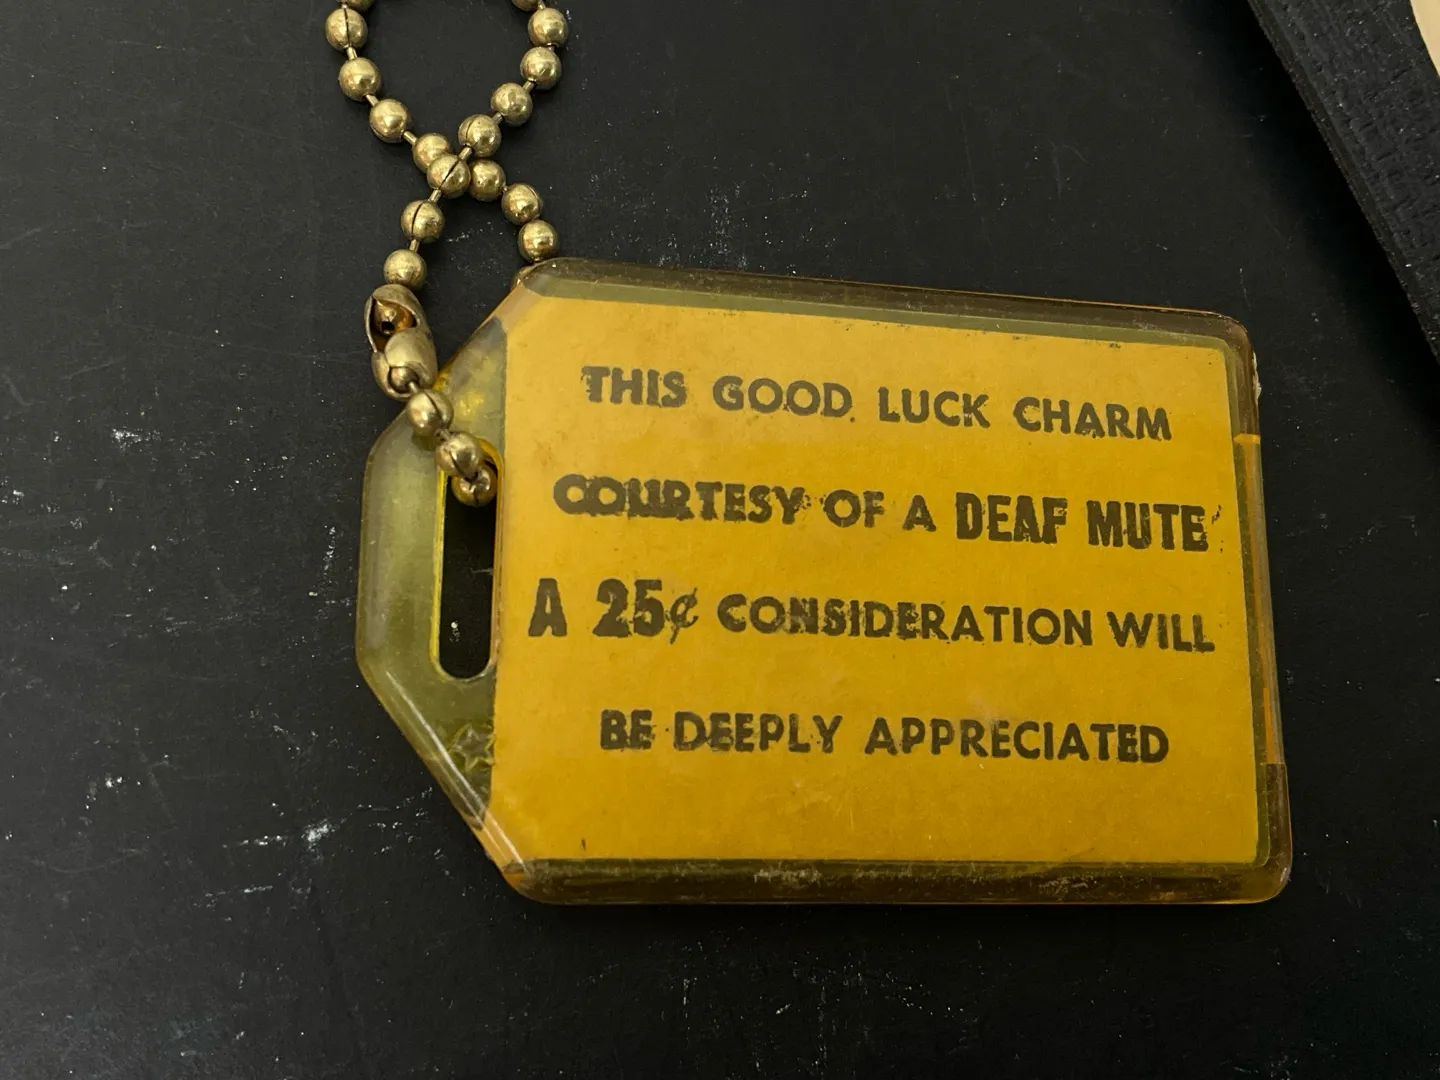 THIS GOOD LUCK CHARM
COURTESY OF A DEAF MUTE
A 25¢ CONSIDERATION WILL
BE DEEPLY APPRECIATED